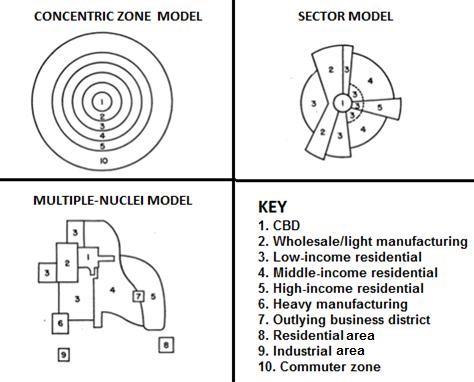 CONCENTRIC ZONE MODEL
1
2
3
4
5
10
SECTOR MODEL
2
3
4
3
3
1
3
5
3
2
3
4
MULTIPLE-NUCLEI MODEL
3
2
1
3
3
4
7
5
6
8
9
KEY
1. CBD
2. Wholesale/light manufacturing
3. Low-income residential
4. Middle-income residential
5. High-income residential
6. Heavy manufacturing
7. Outlying business district
8. Residential area
9. Industrial area
10. Commuter zone